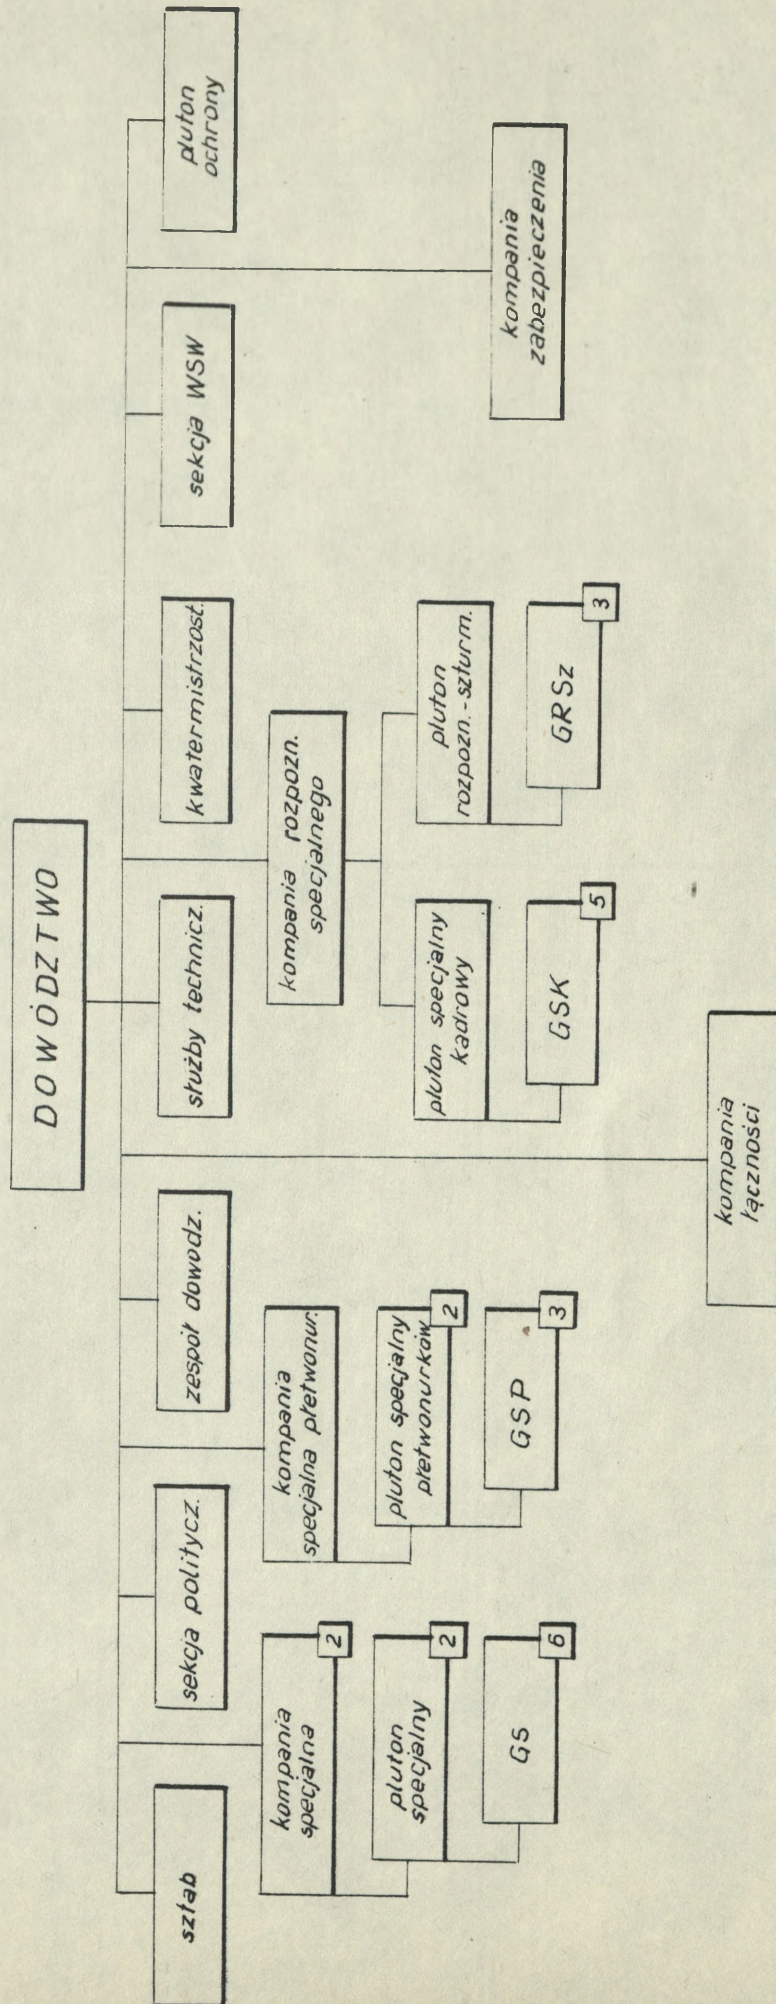 DOWÓDZTWO
sztab
sekcja politycz.
zespół dowodz.
służby technicz.
kwatermistrzost.
sekcja WSW
pluton
ochrony
kompania
specjalna
2
kompania
specjalna płetwonur.
kompania rozpozn.
specjalnego
kompania
zabezpieczenia
pluton
specjalny
2
pluton specjalny
płetwonurków
2
pluton specjalny
kadrowy
pluton
rozpozn.-szturm.
GS
6
GSP
3
GSK
5
GRSz
3
kompania
łączności